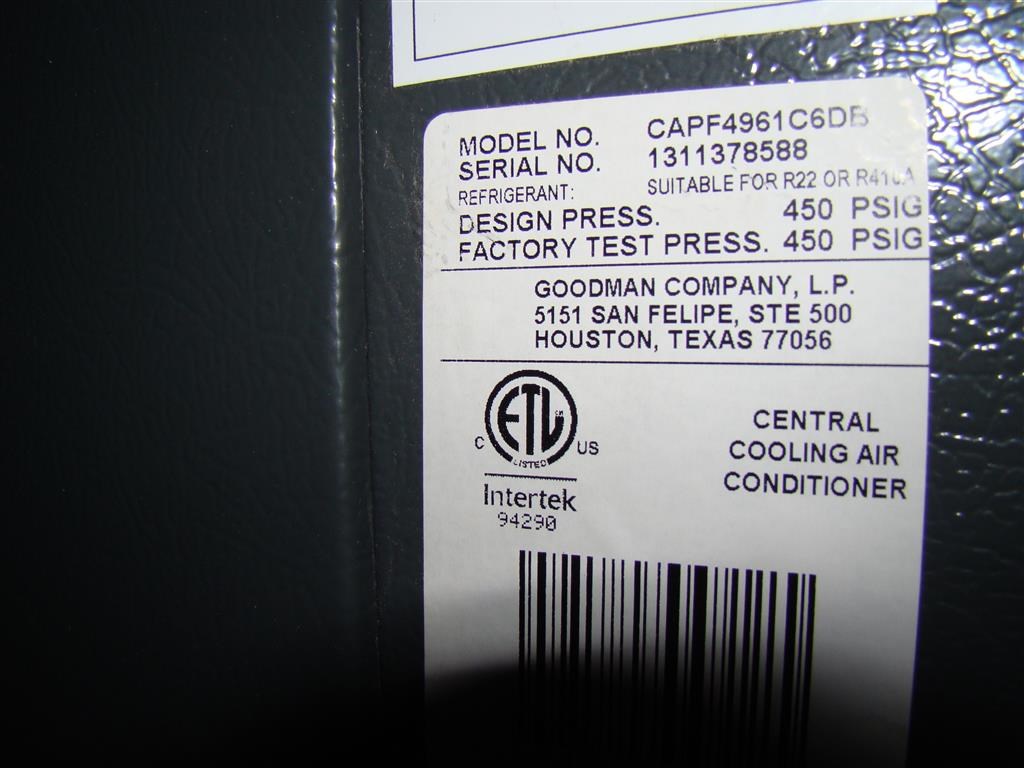 MODEL NO. CAPF4961C6DB
SERIAL NO. 1311378588
REFRIGERANT: SUITABLE FOR R22 OR R410A
DESIGN PRESS. 450 PSIG
FACTORY TEST PRESS. 450 PSIG
GOODMAN COMPANY, L.P.
5151 SAN FELIPE, STE 500
HOUSTON, TEXAS 77056
ETL CM
C US
LISTED
Intertek
94290
CENTRAL
COOLING AIR
CONDITIONER